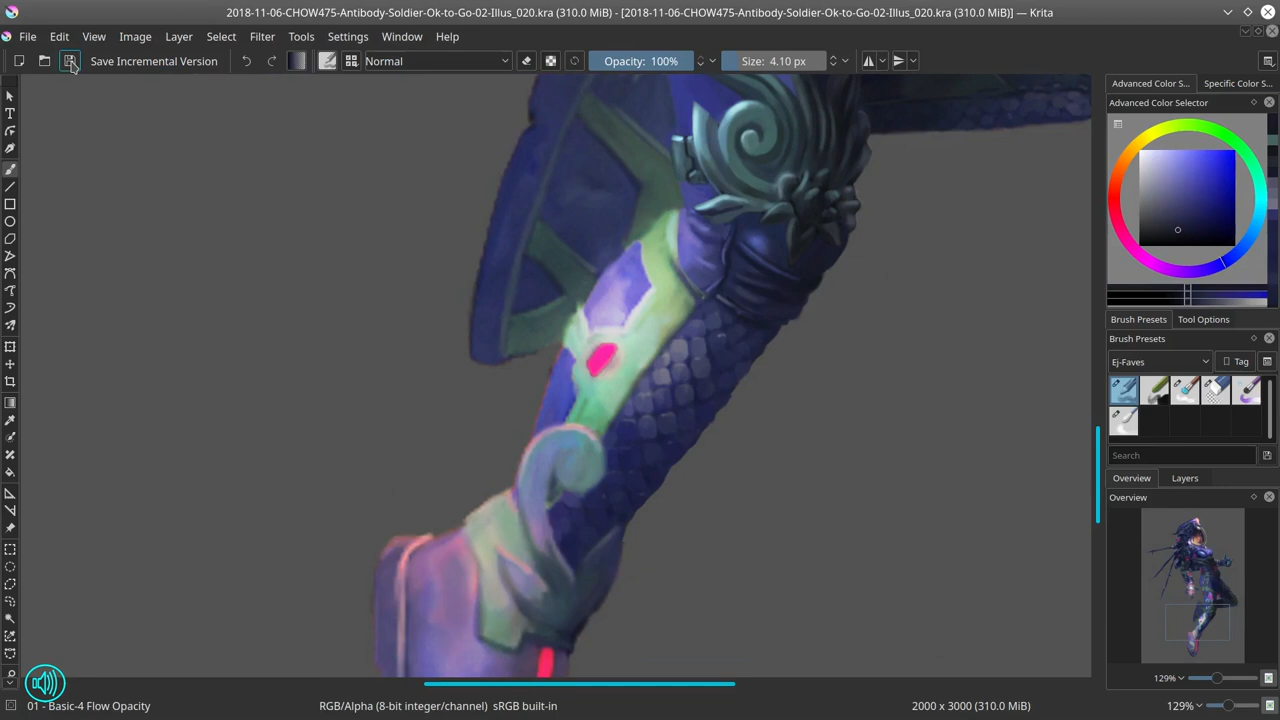 2018-11-06-CHOW475-Antibody-Soldier-Ok-to-Go-02-Illus_020.kra (310.0 MiB) - [2018-11-06-CHOW475-Antibody-Soldier-Ok-to-Go-02-Illus_020.kra (310.0 MiB)] — Krita
File Edit View Image Layer Select Filter Tools Settings Window Help
Save Incremental Version Normal Opacity: 100% Size: 4.10 px
Advanced Color S... Specific Color S...
Advanced Color Selector
Brush Presets Tool Options
Brush Presets
Ej-Faves Tag
Search
Overview Layers
Overview
129%
01 - Basic-4 Flow Opacity RGB/Alpha (8-bit integer/channel) sRGB built-in 2000 x 3000 (310.0 MiB) 129%